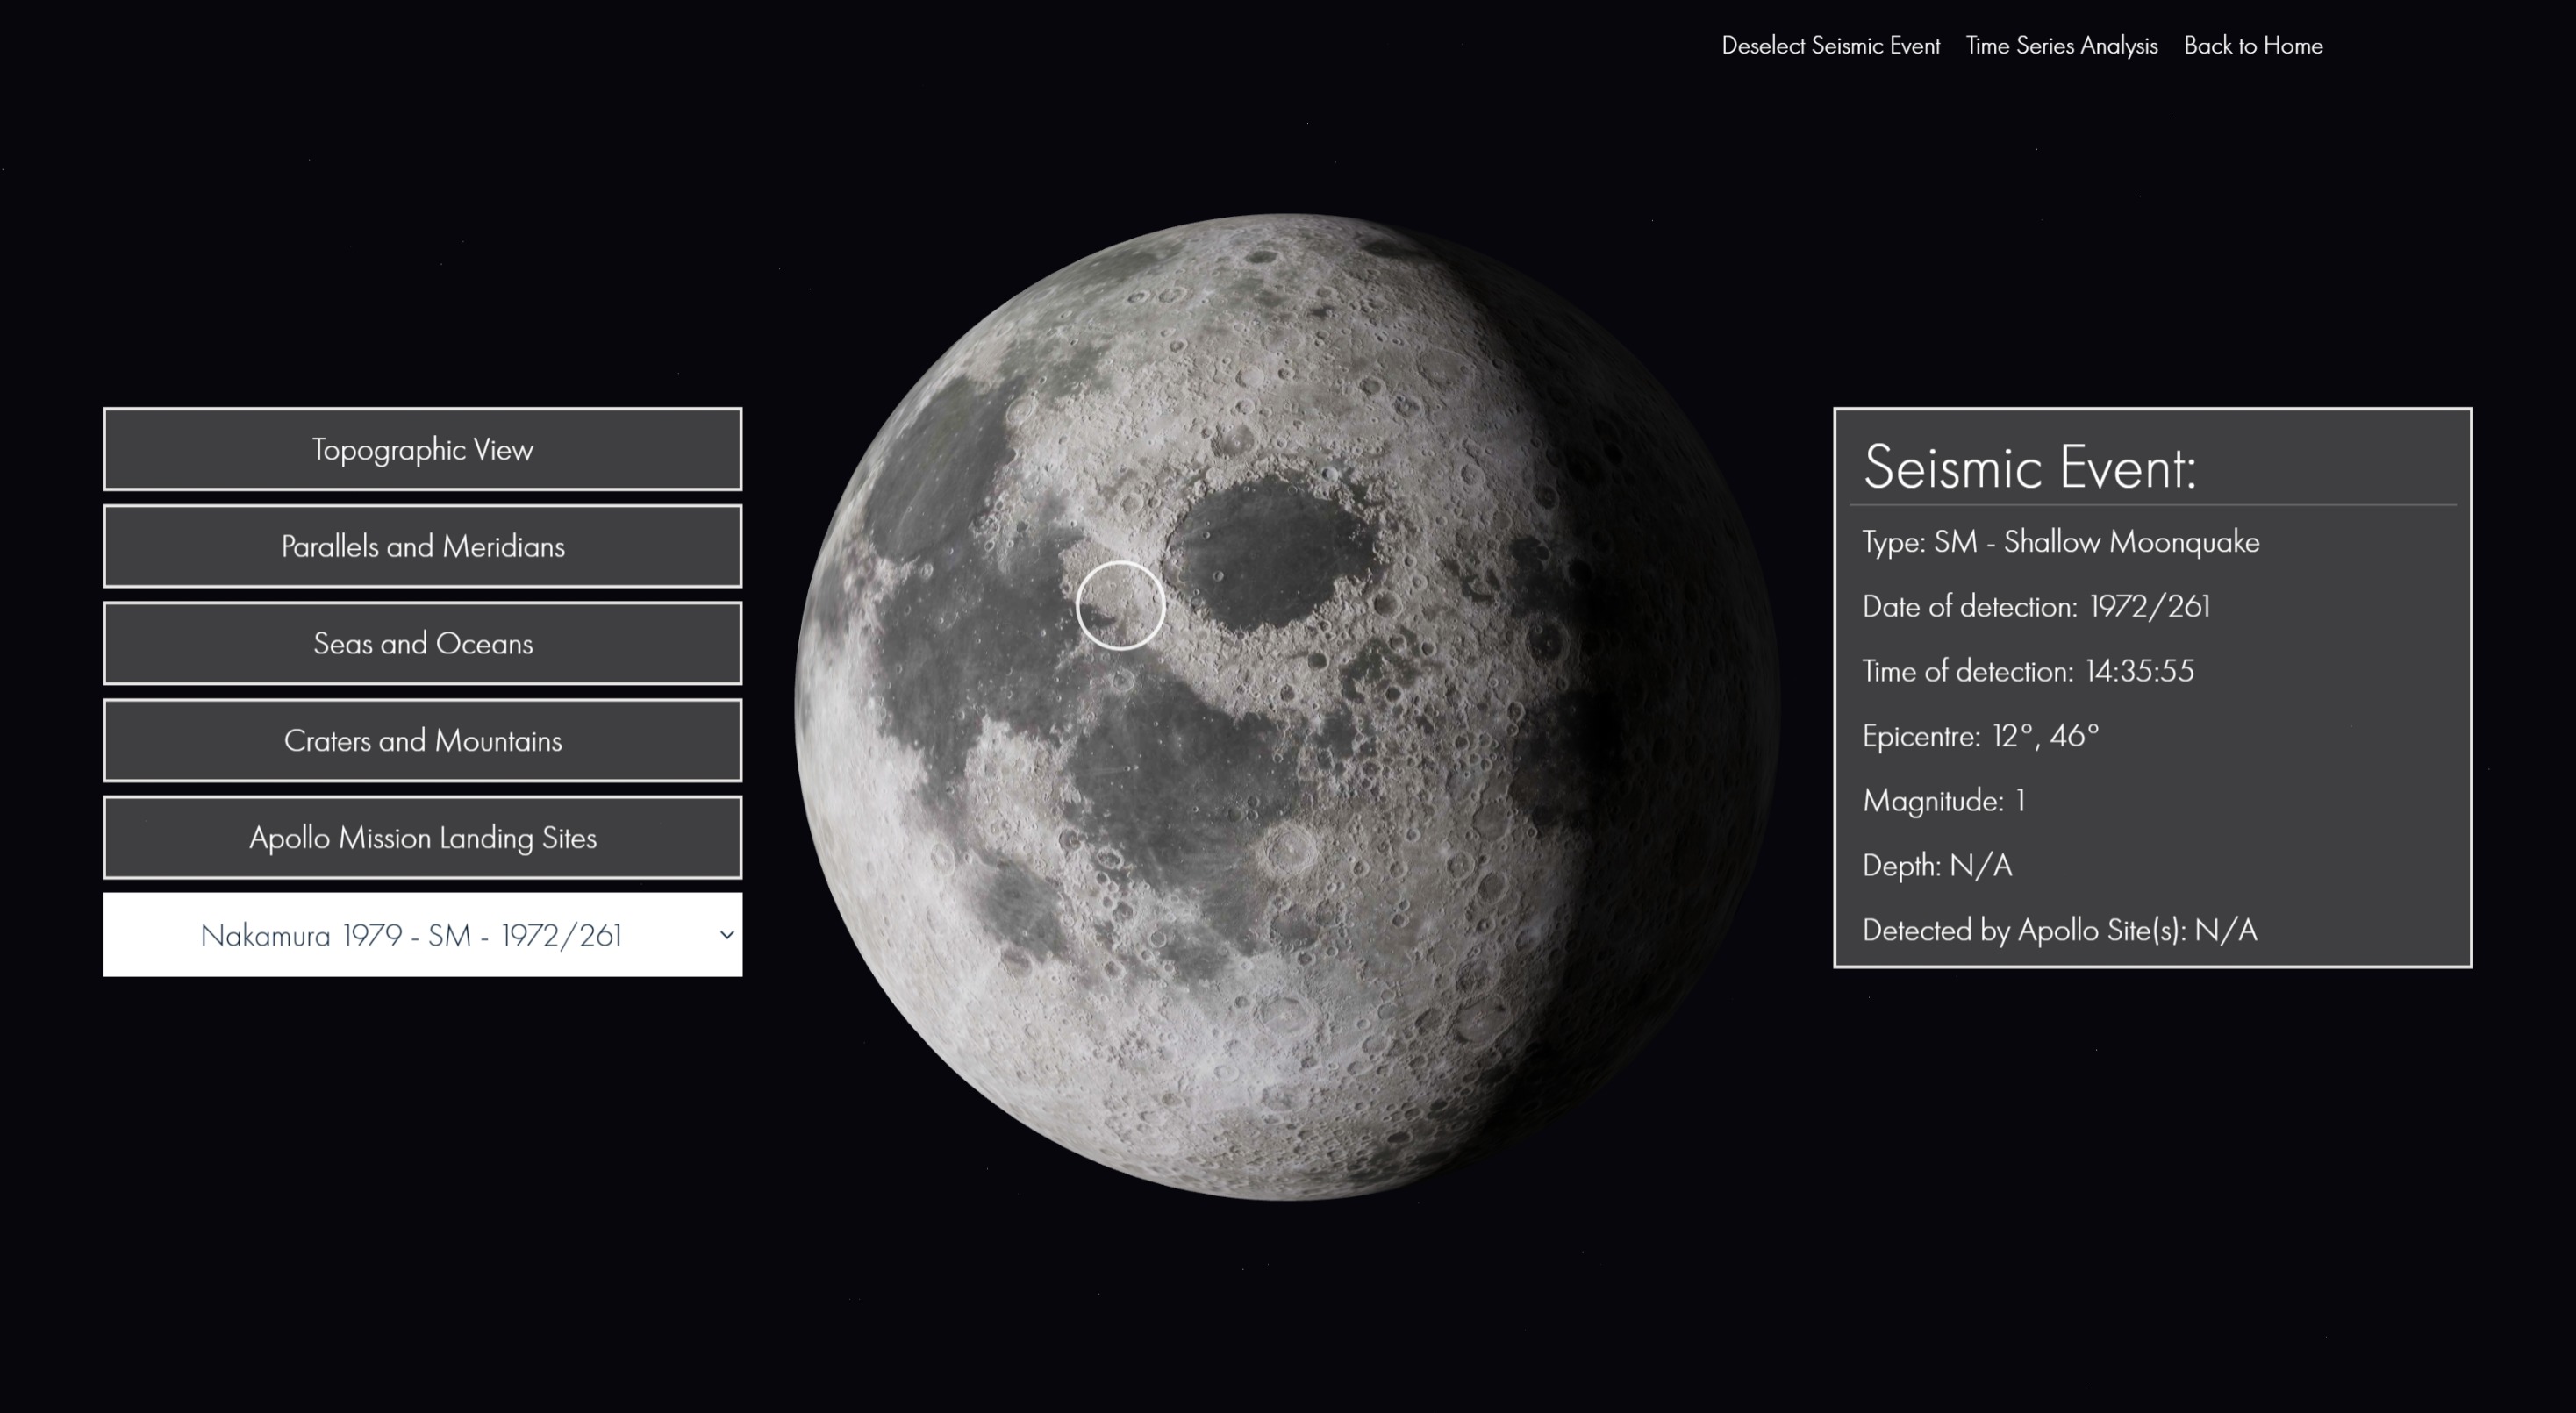 Deselect Seismic Event
Time Series Analysis
Back to Home
Topographic View
Parallels and Meridians
Seas and Oceans
Craters and Mountains
Apollo Mission Landing Sites
Nakamura 1979 - SM - 1972/261
Seismic Event:
Type: SM - Shallow Moonquake
Date of detection: 1972/261
Time of detection: 14:35:55
Epicentre: 12°, 46°
Magnitude: 1
Depth: N/A
Detected by Apollo Site(s): N/A